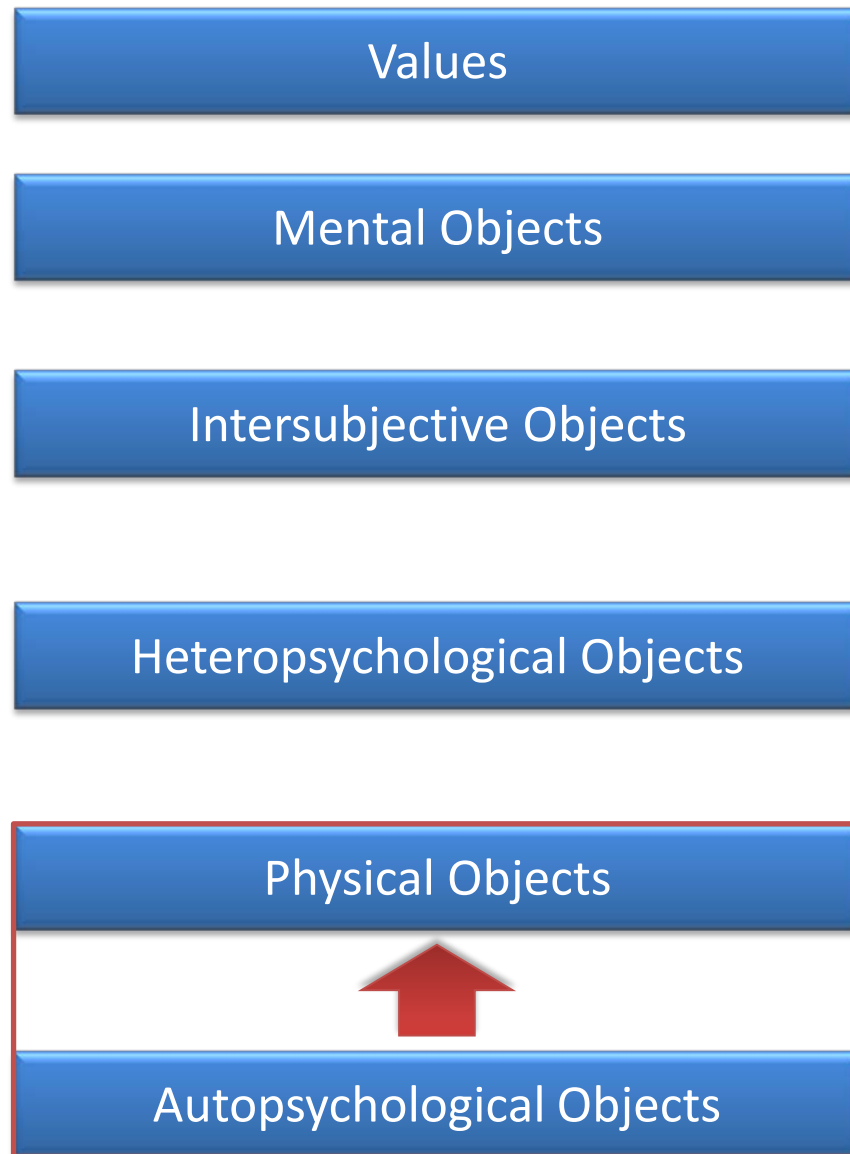 Values
Mental Objects
Intersubjective Objects
Heteropsychological Objects
Physical Objects
Autopsychological Objects